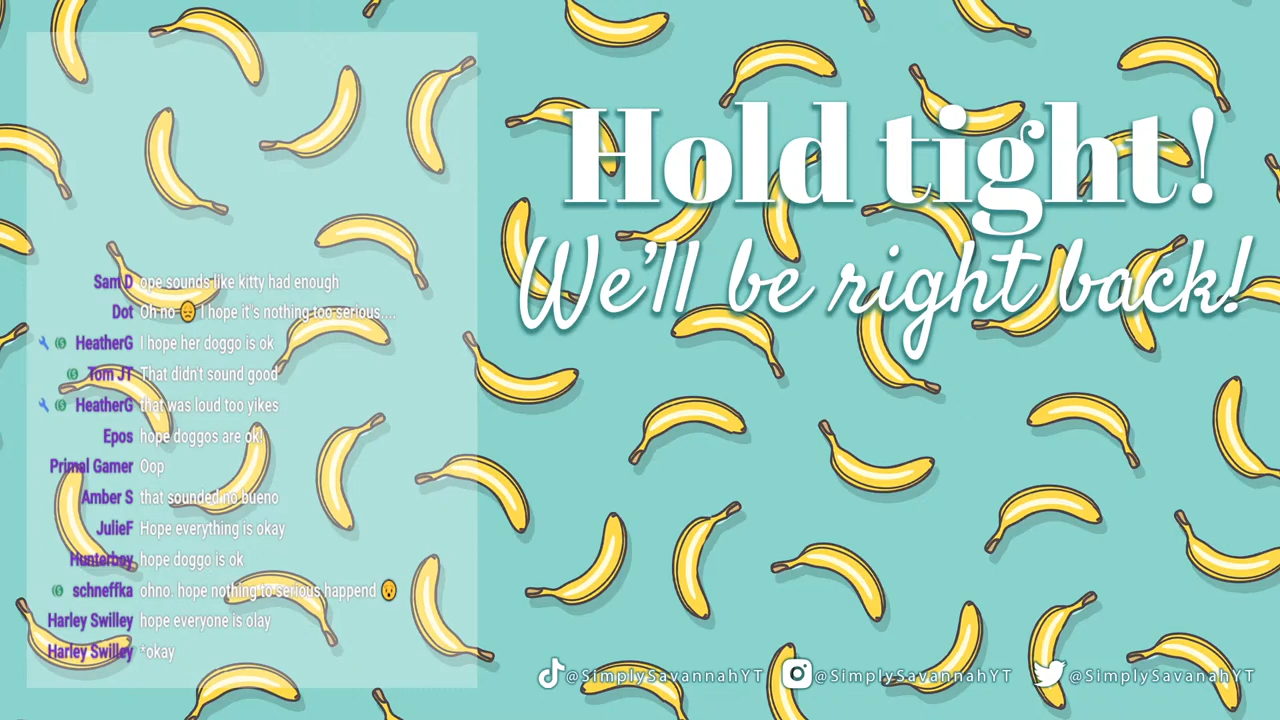 Hold tight!
We'll be right back!
Sam D ope sounds like kitty had enough
Dot Oh no 😟 I hope it's nothing too serious....
HeatherG I hope her doggo is ok
Tom JT That didn't sound good
HeatherG that was loud too yikes
Epos hope doggos are ok!
Primal Gamer Oop
Amber S that sounded no bueno
JulieF Hope everything is okay
Hunterboy hope doggo is ok
schneffka ohno. hope nothing to serious happend 😯
Harley Swilley hope everyone is olay
Harley Swilley *okay
@SimplySavannahYT @SimplySavannahYT @SimplySavanahYT